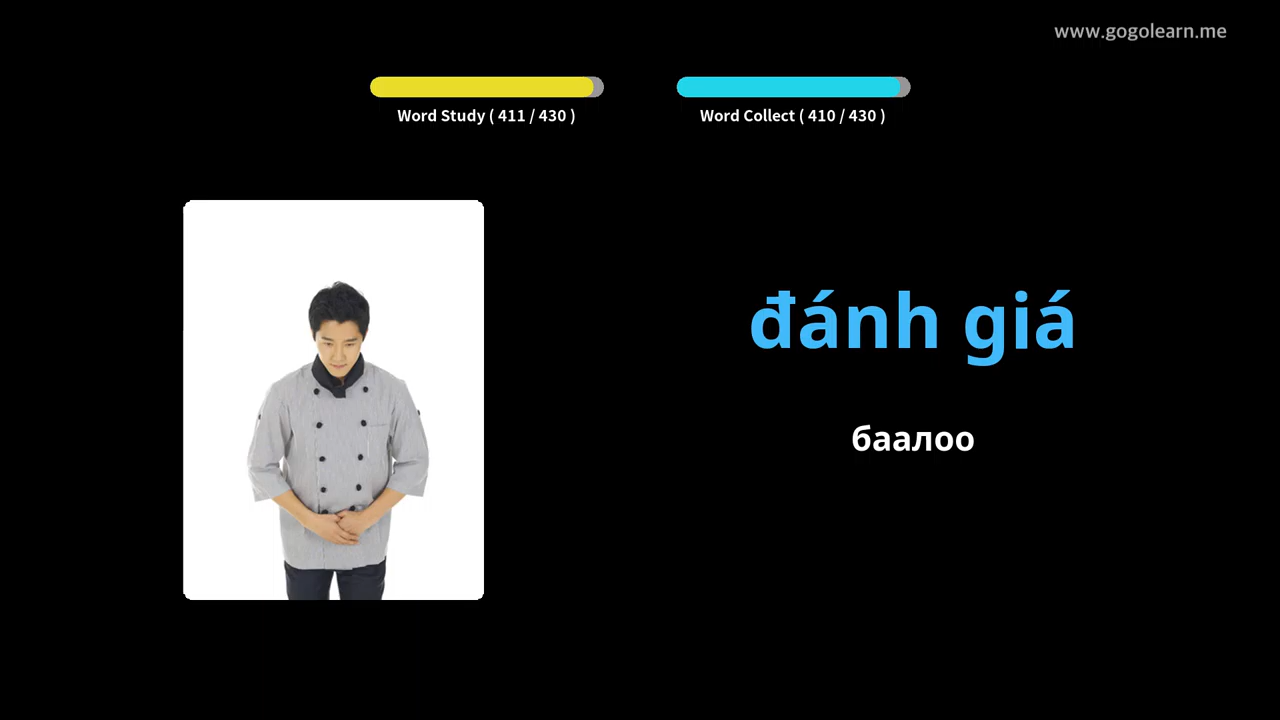 www.gogolearn.me
Word Study ( 411 / 430 )
Word Collect ( 410 / 430 )
đánh giá
баалоо